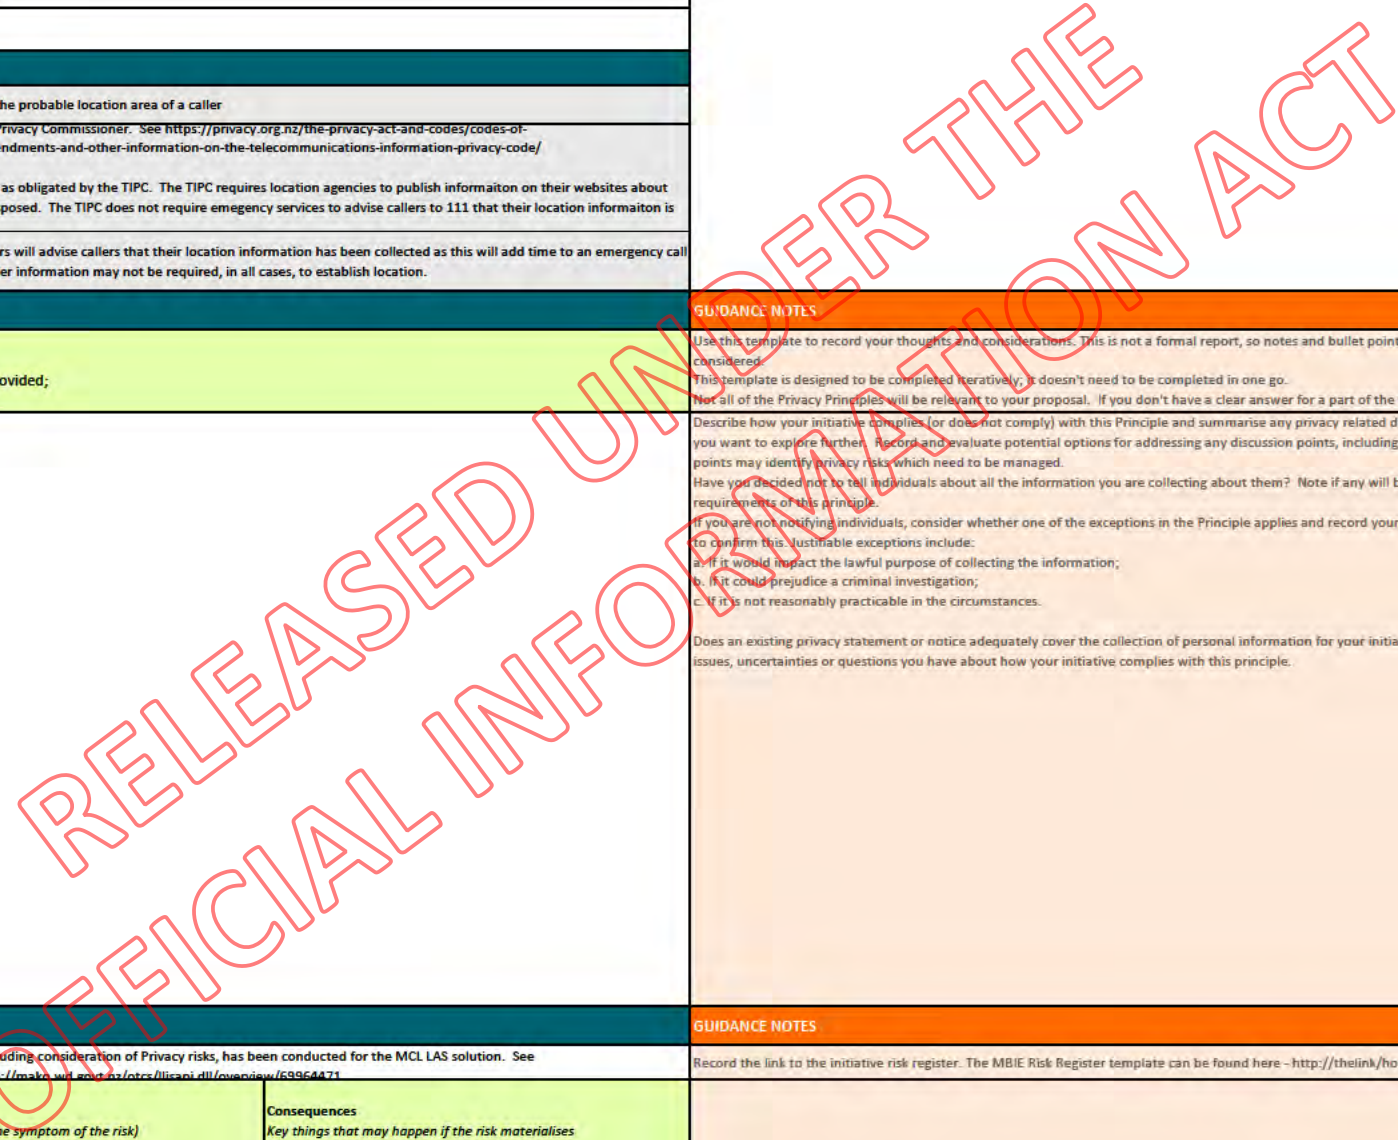 he probable location area of a caller
Privacy Commissioner.  See https://privacy.org.nz/the-privacy-act-and-codes/codes-of-
endments-and-other-information-on-the-telecommunications-information-privacy-code/
as obligated by the TIPC.  The TIPC requires location agencies to publish informaiton on their websites about
posed.  The TIPC does not require emegency services to advise callers to 111 that their location informaiton is
rs will advise callers that their location information has been collected as this will add time to an emergency call
er information may not be required, in all cases, to establish location.
GUIDANCE NOTES
ovided;
Use this template to record your thoughts and considerations. This is not a formal report, so notes and bullet point
considered.
This template is designed to be completed iteratively; it doesn't need to be completed in one go.
Not all of the Privacy Principles will be relevant to your proposal.  If you don't have a clear answer for a part of the
Describe how your initiative complies (or does not comply) with this Principle and summarise any privacy related d
you want to explore further.  Record and evaluate potential options for addressing any discussion points, including
points may identify privacy risks which need to be managed.
Have you decided not to tell individuals about all the information you are collecting about them?  Note if any will b
requirements of this principle.
If you are not notifying individuals, consider whether one of the exceptions in the Principle applies and record your
to confirm this. Justifiable exceptions include:
a. If it would impact the lawful purpose of collecting the information;
b. If it could prejudice a criminal investigation;
c. If it is not reasonably practicable in the circumstances.
Does an existing privacy statement or notice adequately cover the collection of personal information for your initia
issues, uncertainties or questions you have about how your initiative complies with this principle.
GUIDANCE NOTES
uding consideration of Privacy risks, has been conducted for the MCL LAS solution.  See
://mako.wd.govt.nz/otcs/llisapi.dll/overview/69964471
Record the link to the initiative risk register. The MBIE Risk Register template can be found here - http://thelink/ho
Consequences
he symptom of the risk)
Key things that may happen if the risk materialises
RELEASED UNDER THE
OFFICIAL INFORMATION ACT